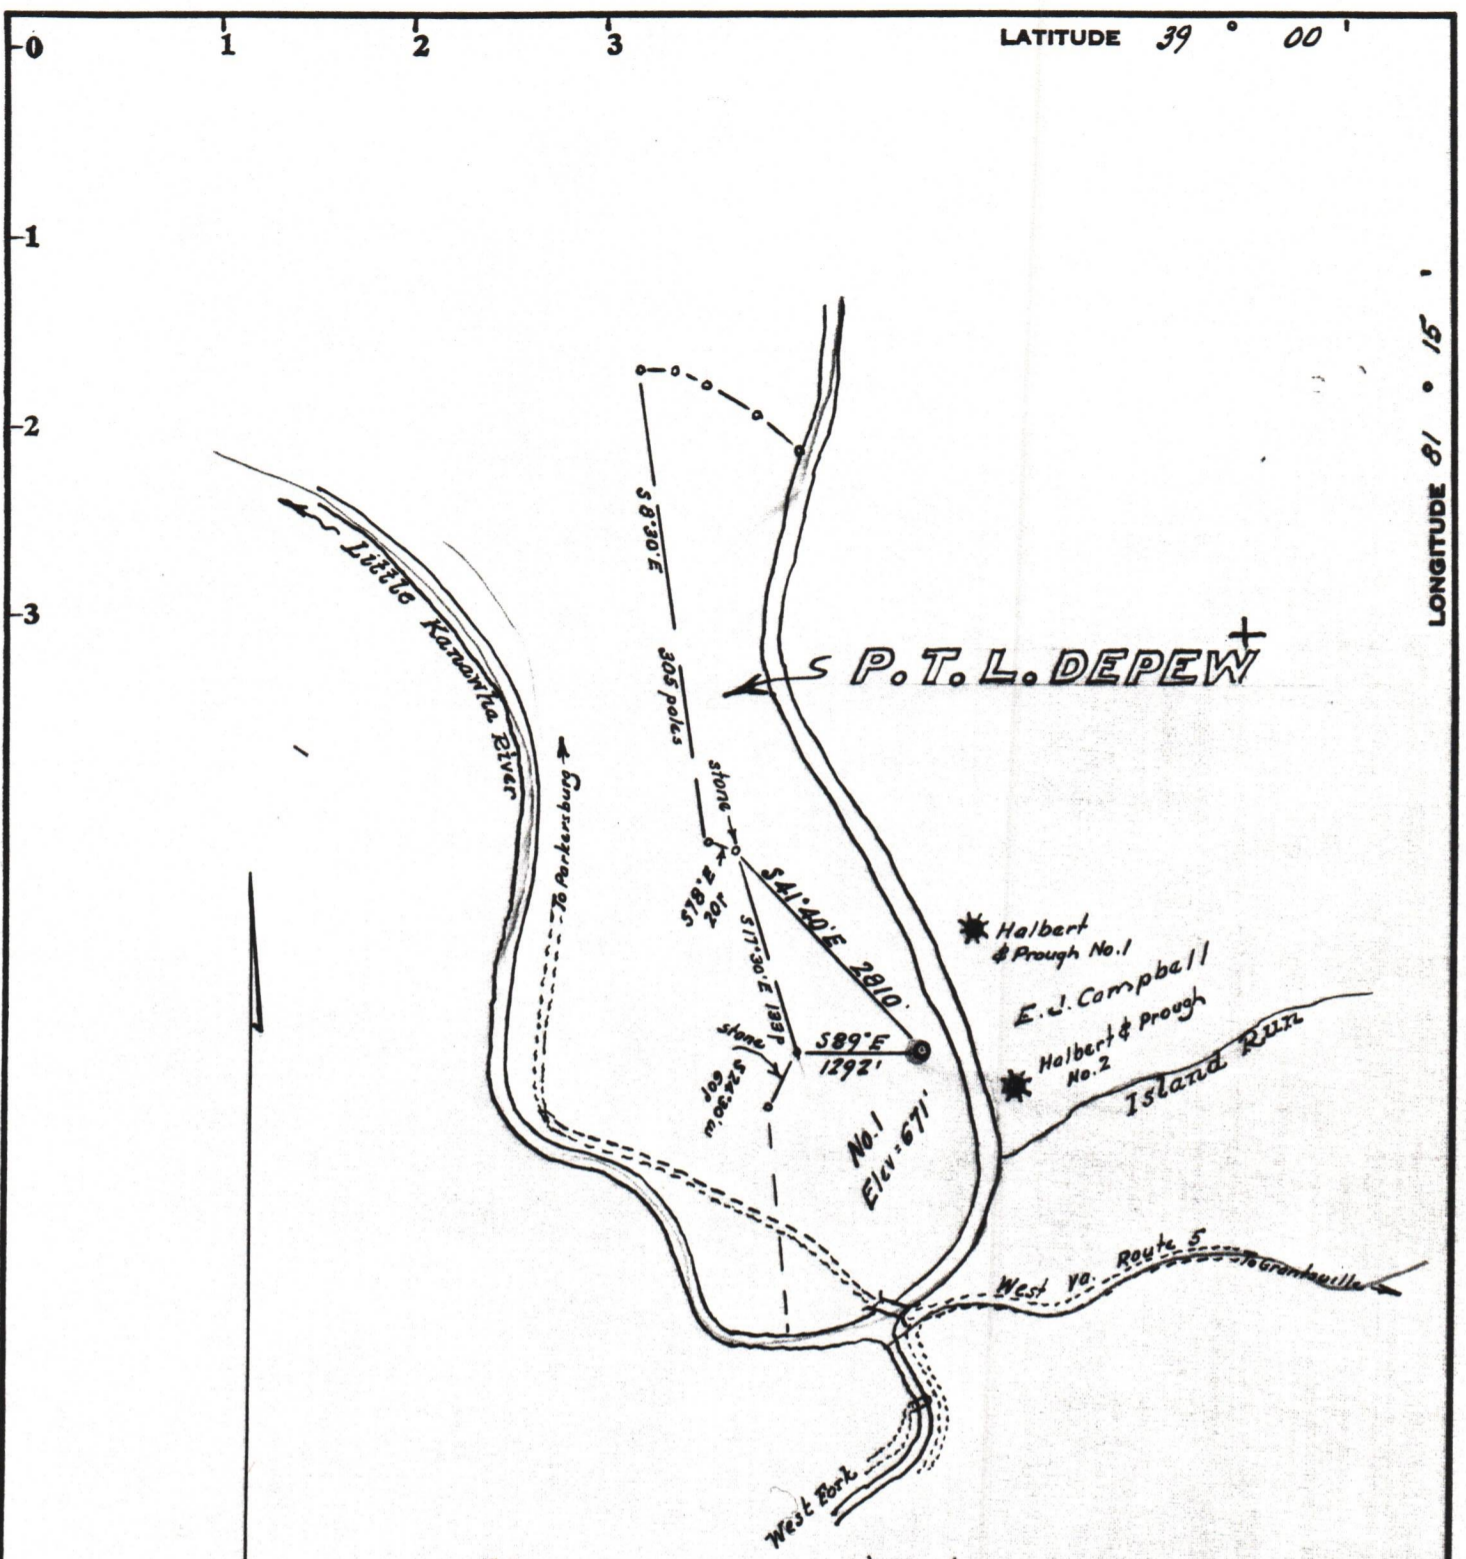 0
1
2
3
LATITUDE 39° 00'
1
2
3
LONGITUDE 81° 15'
Little Kanawha River
S 8°30'E
305 poles
P. T. L. DEPEW
To Parkersburg
stone
S78°E
20P
S41°40'E 2810'
S17°30'E 133P
Halbert
& Prough No.1
E. J. Campbell
Halbert & Prough
No.2
Island Run
stone
S24°30'W
60P
S89°E
1292'
No.1
Elev=671'
West Va. Route 5
To Grantsville
West Fork